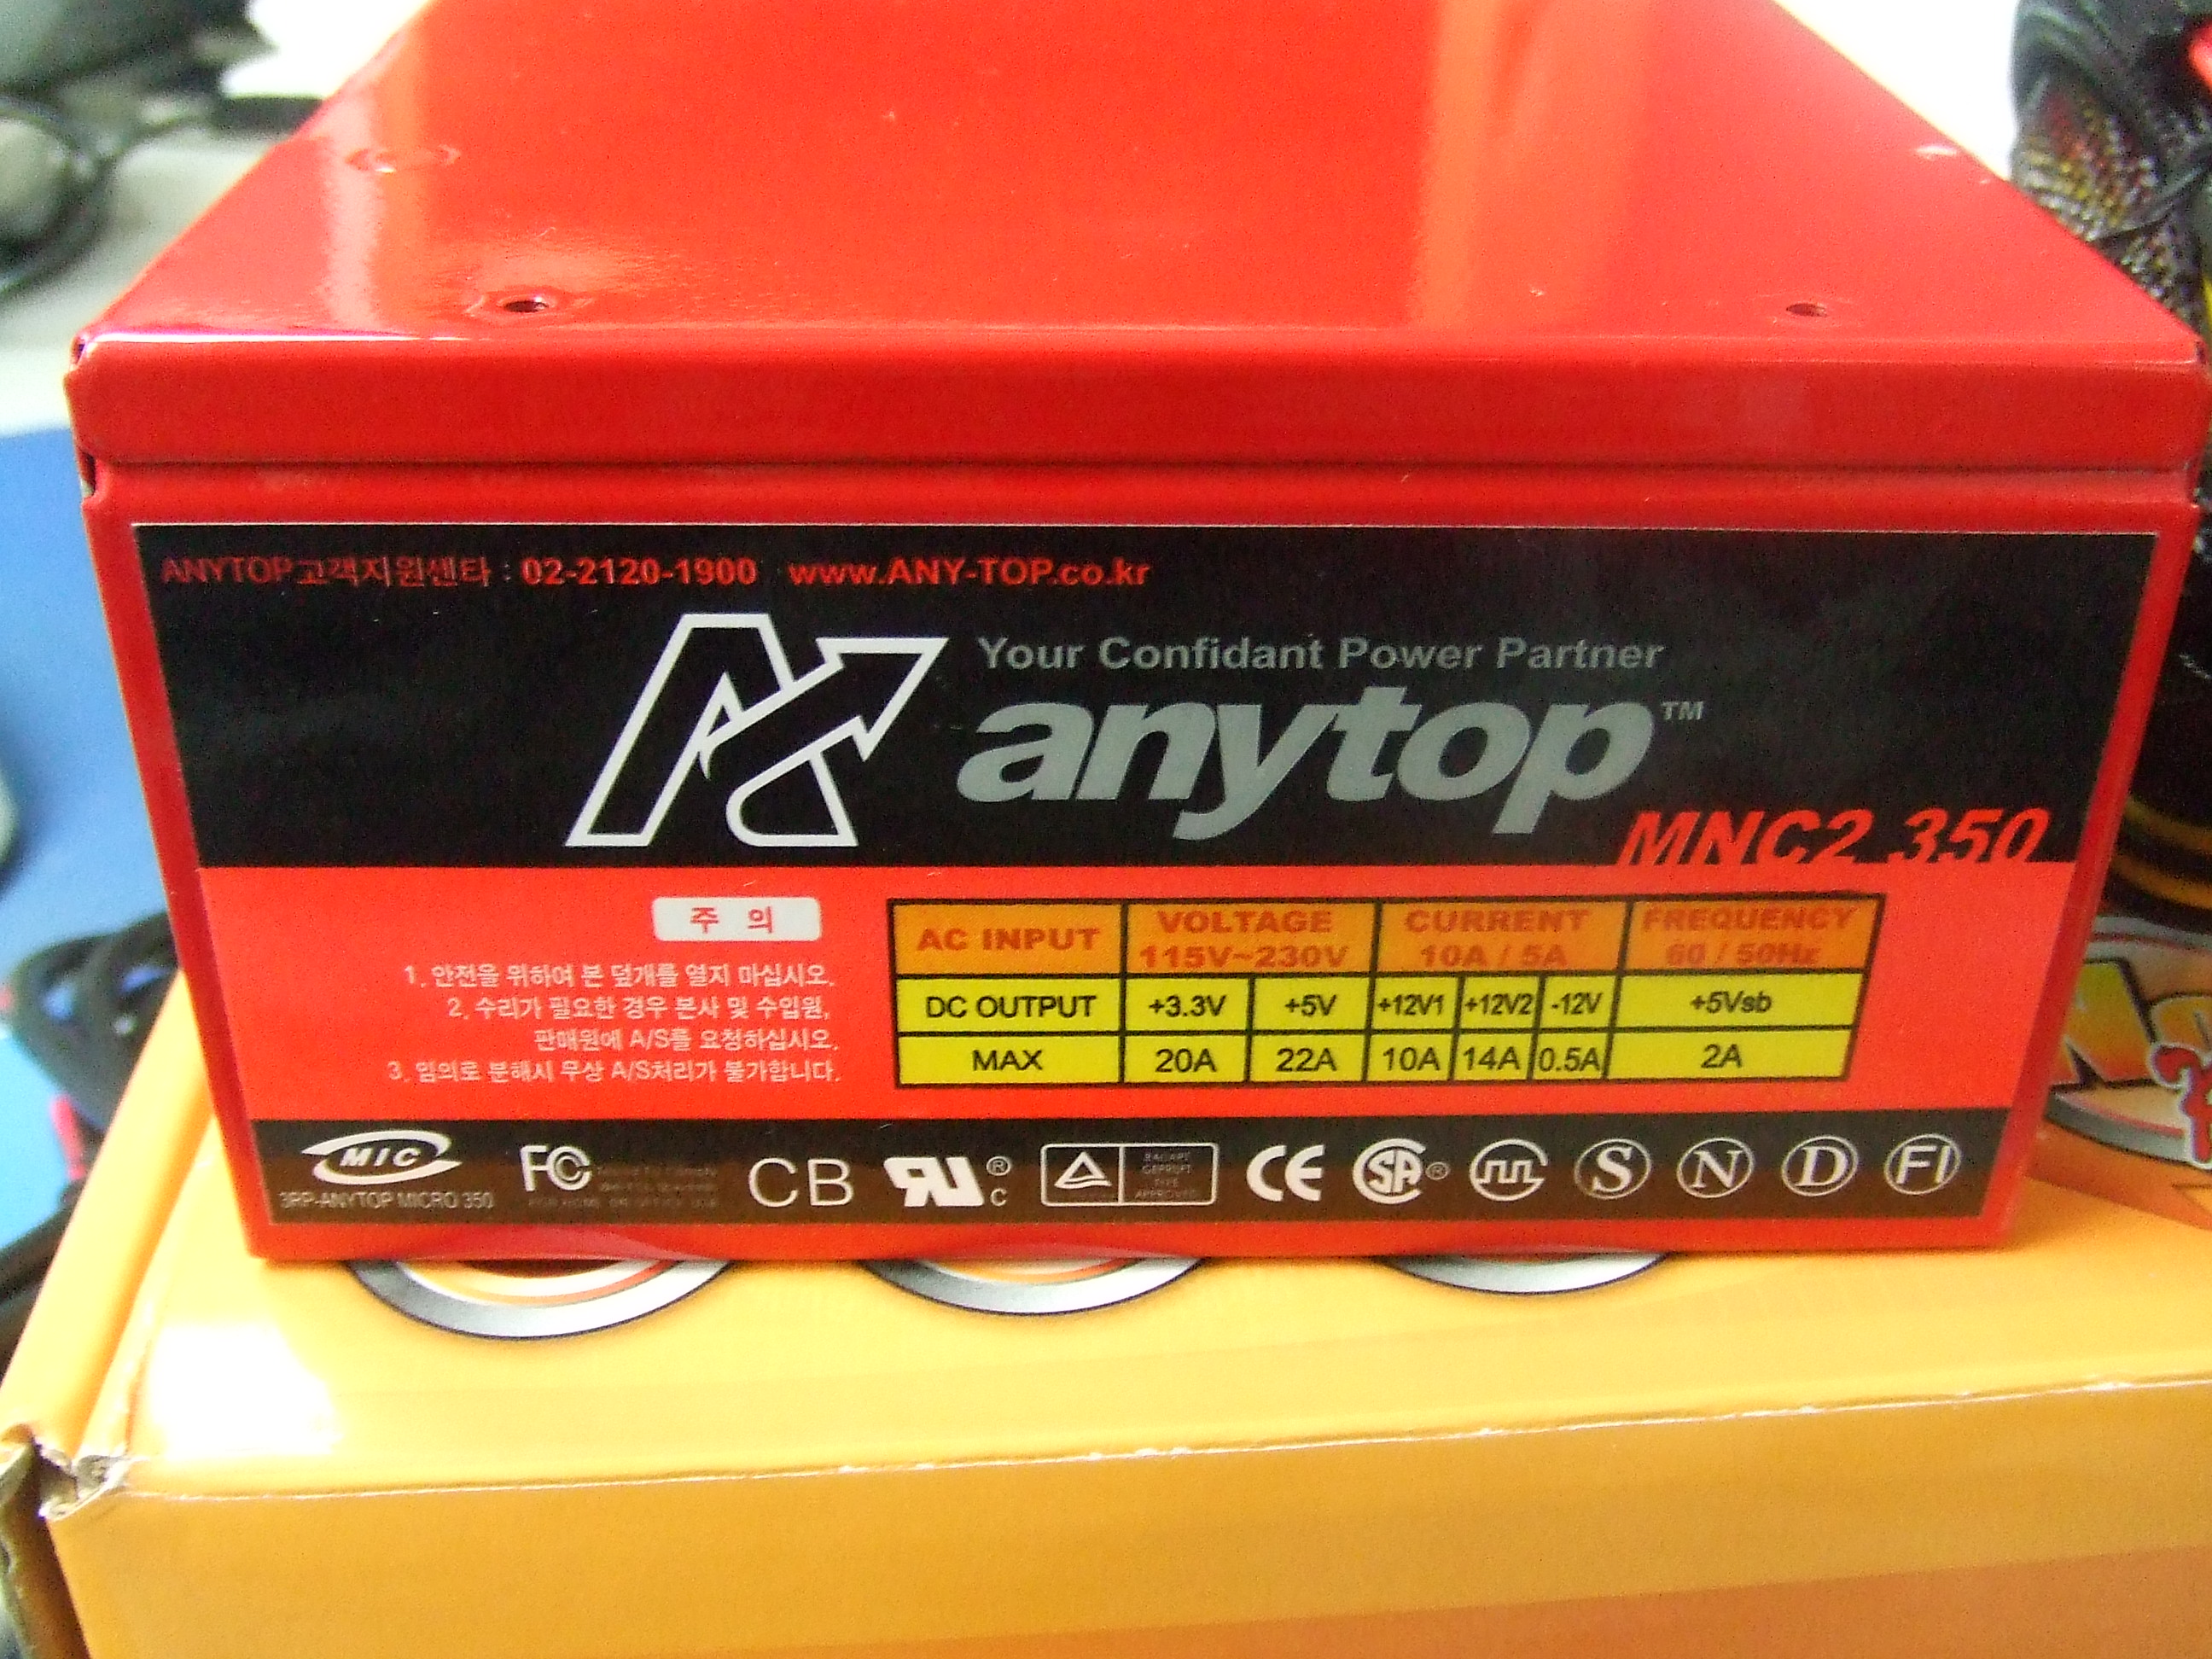 ANYTOP고객지원센타 : 02-2120-1900 www.ANY-TOP.co.kr
Your Confidant Power Partner
anytop™
MNC2 350
주 의
1. 안전을 위하여 본 덮개를 열지 마십시오.
2. 수리가 필요한 경우 본사 및 수입원,
판매원에 A/S를 요청하십시오.
3. 임의로 분해시 무상 A/S처리가 불가합니다.
AC INPUT VOLTAGE 115V~230V CURRENT 10A / 5A FREQUENCY 60 / 50Hz
DC OUTPUT +3.3V +5V +12V1 +12V2 -12V +5Vsb
MAX 20A 22A 10A 14A 0.5A 2A
MIC FC CB RU® c CE SA® S N D FI
3RP-ANYTOP MICRO 350